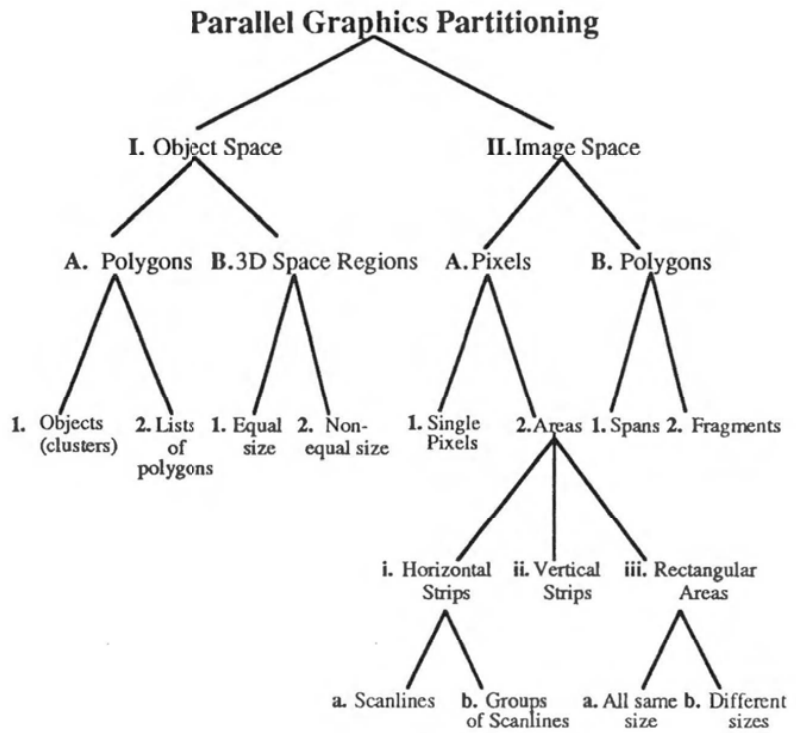 Parallel Graphics Partitioning
I. Object Space
II. Image Space
A. Polygons
B. 3D Space Regions
A. Pixels
B. Polygons
1. Objects
(clusters)
2. Lists
of
polygons
1. Equal
size
2. Non-
equal size
1. Single
Pixels
2. Areas
1. Spans
2. Fragments
i. Horizontal
Strips
ii. Vertical
Strips
iii. Rectangular
Areas
a. Scanlines
b. Groups
of Scanlines
a. All same
size
b. Different
sizes